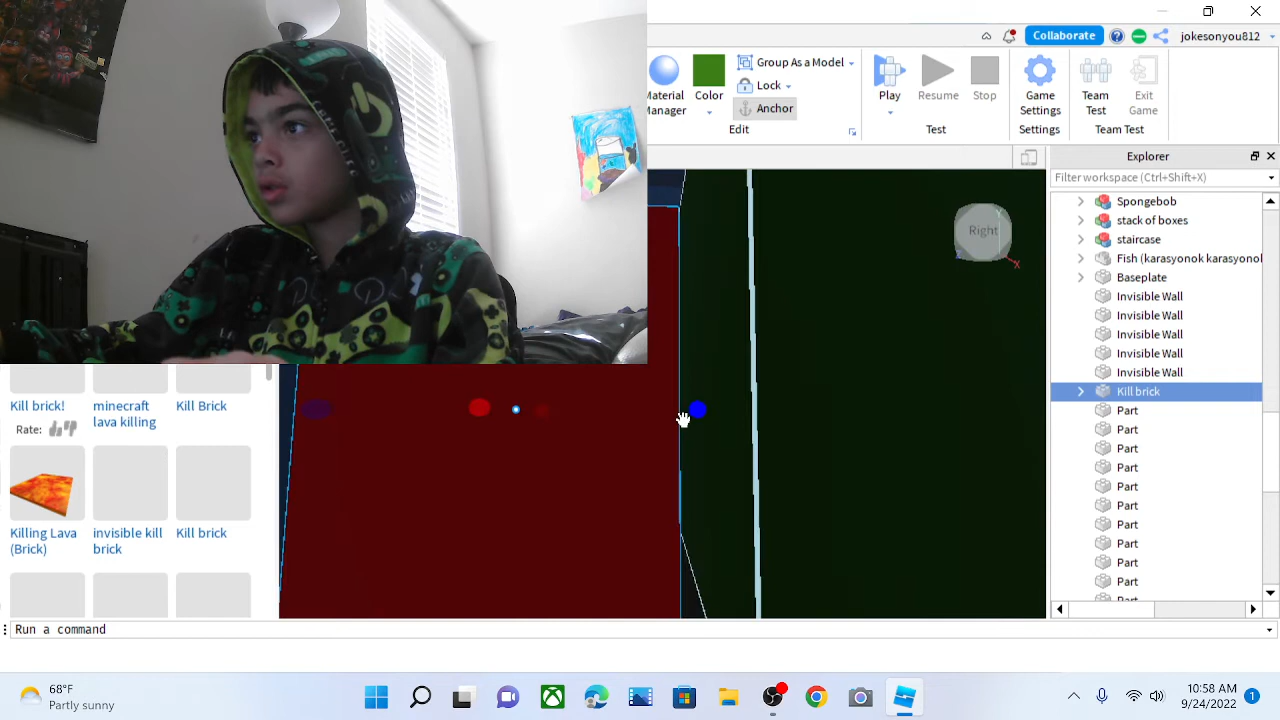 Collaborate
jokesonyou812
Material
Manager
Color
Group As a Model
Lock
Anchor
Edit
Play
Resume
Stop
Test
Game
Settings
Settings
Team
Test
Exit
Game
Team Test
Explorer
Filter workspace (Ctrl+Shift+X)
Spongebob
stack of boxes
staircase
Fish (karasyonok karasyonol
Baseplate
Invisible Wall
Invisible Wall
Invisible Wall
Invisible Wall
Invisible Wall
Kill brick
Part
Part
Part
Part
Part
Part
Part
Part
Part
Part
Right
X
Kill brick!
Rate:
minecraft
lava killing
Kill Brick
Killing Lava
(Brick)
invisible kill
brick
Kill brick
Run a command
68°F
Partly sunny
10:58 AM
9/24/2022
1